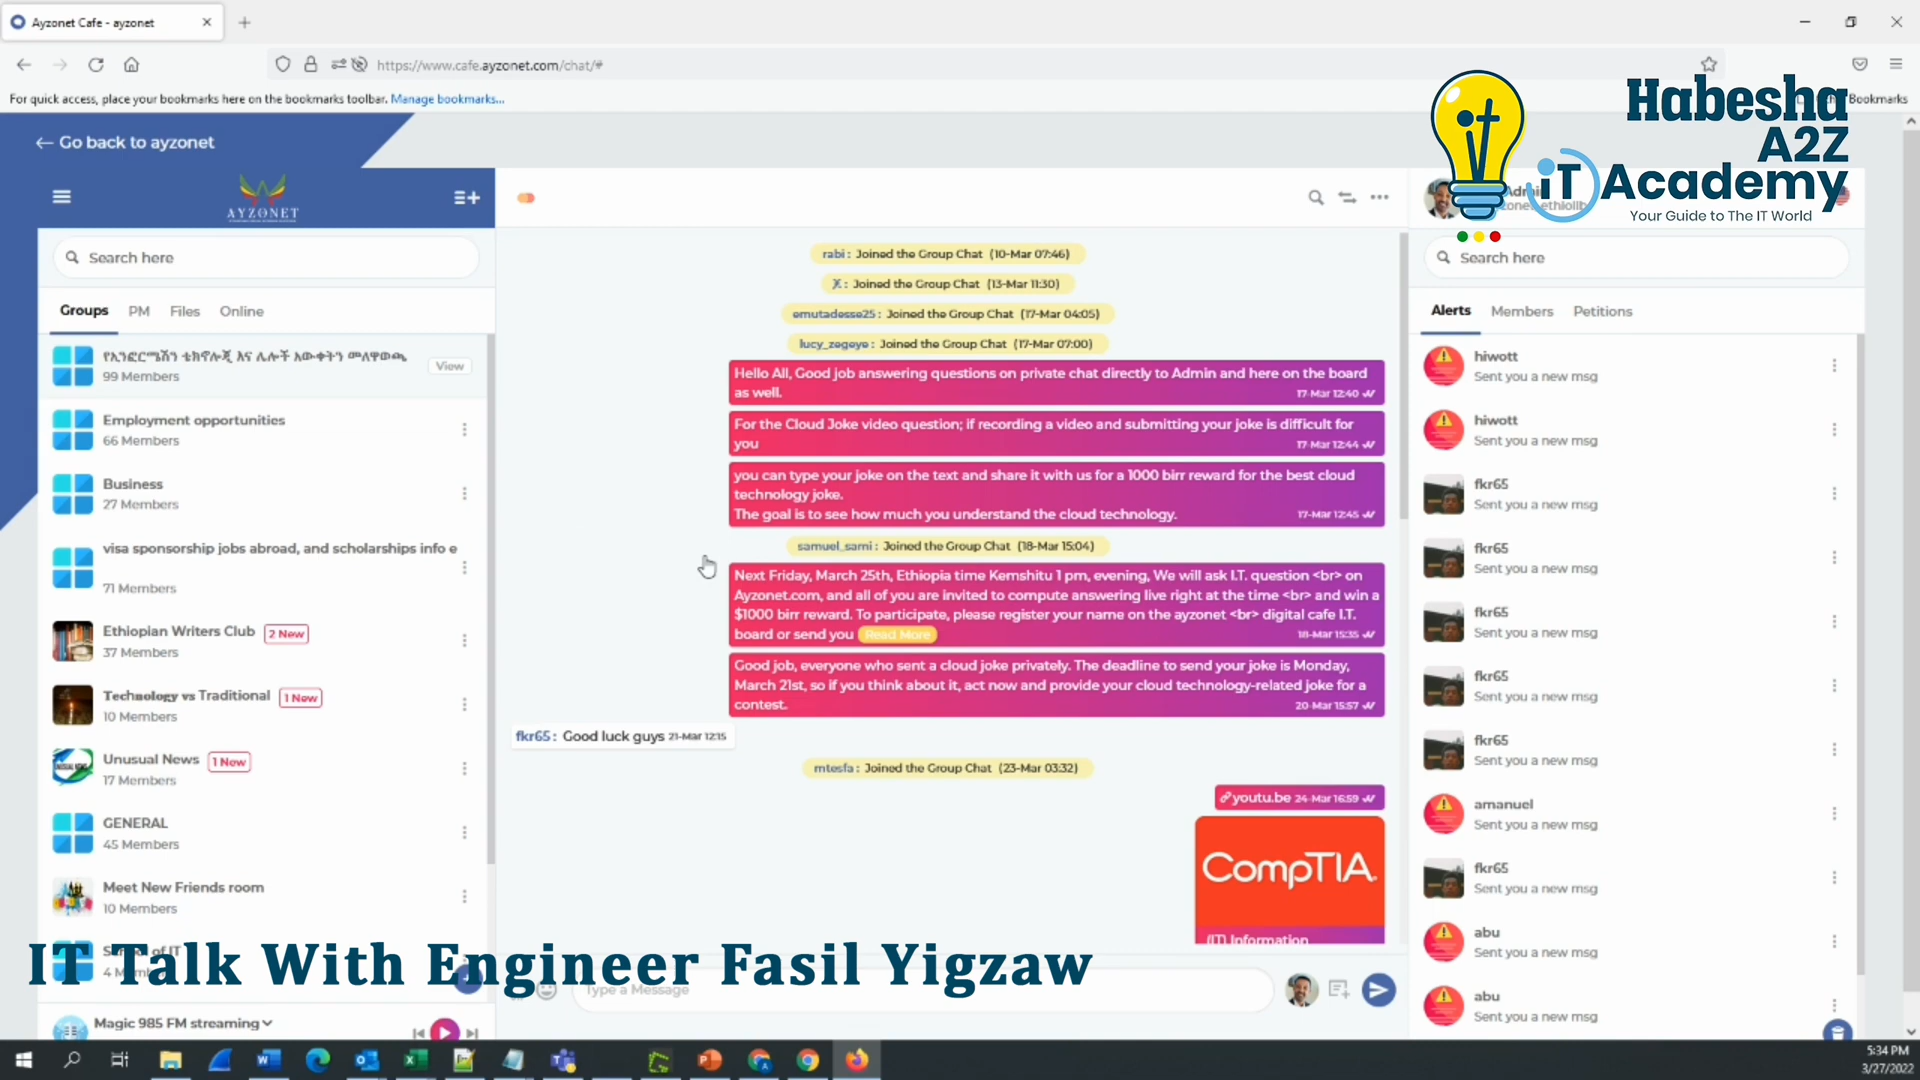 Ayzonet Cafe - ayzonet
https://www.cafe.ayzonet.com/chat/#
For quick access, place your bookmarks here on the bookmarks toolbar. Manage bookmarks...
Bookmarks
Habesha
A2Z
iT Academy
Your Guide to The IT World
it
Go back to ayzonet
AYZONET
Search here
Groups
PM
Files
Online
የኢንፎርሜሽን ቴክኖሎጂ እና ሌሎች እውቀትን መለዋወጫ
99 Members
View
Employment opportunities
66 Members
Business
27 Members
visa sponsorship jobs abroad, and scholarships info e
71 Members
Ethiopian Writers Club
2 New
37 Members
Technology vs Traditional
1 New
10 Members
Unusual News
1 New
17 Members
GENERAL
45 Members
Meet New Friends room
10 Members
Magic 985 FM streaming
rabi : Joined the Group Chat (10-Mar 07:46)
X : Joined the Group Chat (13-Mar 11:30)
emutadesse25 : Joined the Group Chat (17-Mar 04:05)
lucy_zegeye : Joined the Group Chat (17-Mar 07:00)
Hello All, Good job answering questions on private chat directly to Admin and here on the board
as well.
17-Mar 12:40
For the Cloud Joke video question; if recording a video and submitting your joke is difficult for
you
17-Mar 12:44
you can type your joke on the text and share it with us for a 1000 birr reward for the best cloud
technology joke.
The goal is to see how much you understand the cloud technology.
17-Mar 12:45
samuel_sami : Joined the Group Chat (18-Mar 15:04)
Next Friday, March 25th, Ethiopia time Kemshitu 1 pm, evening, We will ask I.T. question <br> on
Ayzonet.com, and all of you are invited to compute answering live right at the time <br> and win a
$1000 birr reward. To participate, please register your name on the ayzonet <br> digital cafe I.T.
board or send you Read More
18-Mar 15:35
Good job, everyone who sent a cloud joke privately. The deadline to send your joke is Monday,
March 21st, so if you think about it, act now and provide your cloud technology-related joke for a
contest.
20-Mar 15:57
fkr65 : Good luck guys 21-Mar 12:15
mtesfa : Joined the Group Chat (23-Mar 03:32)
youtu.be 24-Mar 16:59
CompTIA.
(IT) Information
Type a Message
Search here
Alerts
Members
Petitions
hiwott
Sent you a new msg
hiwott
Sent you a new msg
fkr65
Sent you a new msg
fkr65
Sent you a new msg
fkr65
Sent you a new msg
fkr65
Sent you a new msg
fkr65
Sent you a new msg
amanuel
Sent you a new msg
fkr65
Sent you a new msg
abu
Sent you a new msg
abu
Sent you a new msg
IT Talk With Engineer Fasil Yigzaw
5:34 PM
3/27/2022